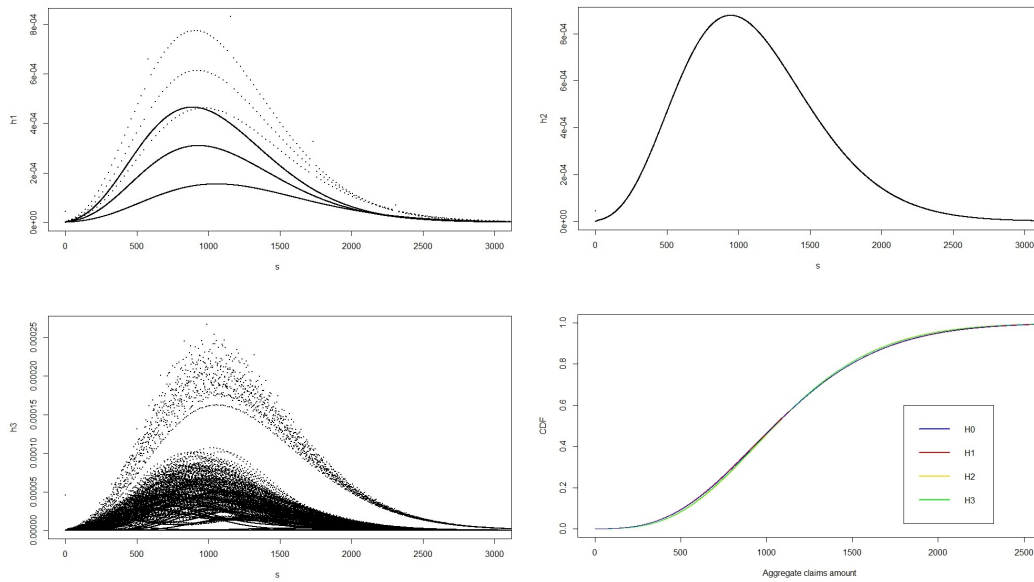 h1
8e-04
6e-04
4e-04
2e-04
0e+00
0 500 1000 1500 2000 2500 3000
s
h2
8e-04
6e-04
4e-04
2e-04
0e+00
0 500 1000 1500 2000 2500 3000
s
h3
0.00025
0.00020
0.00015
0.00010
0.00005
0.00000
0 500 1000 1500 2000 2500 3000
s
CDF
1.0
0.8
0.6
0.4
0.2
0.0
H0
H1
H2
H3
0 500 1000 1500 2000 2500
Aggregate claims amount